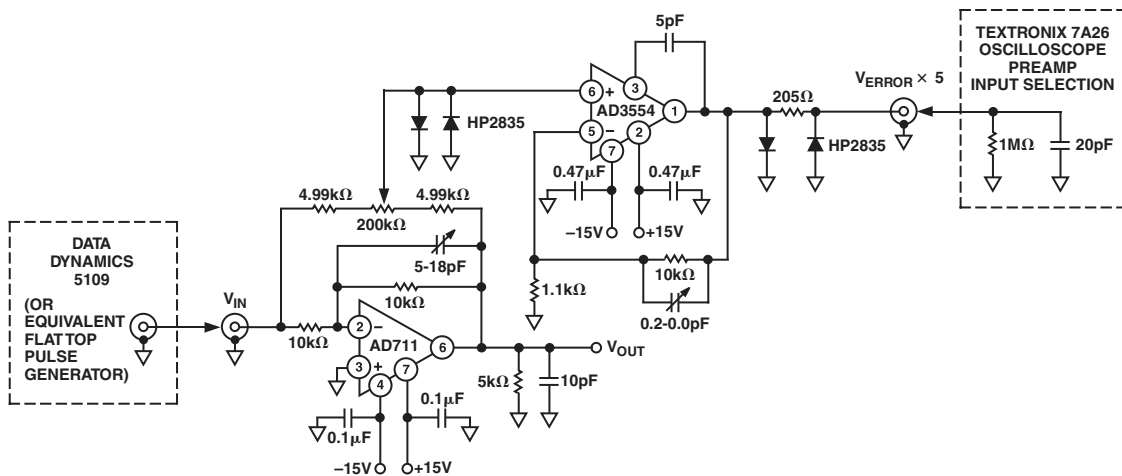 5pF
TEXTRONIX 7A26
OSCILLOSCOPE
PREAMP
INPUT SELECTION
VERROR × 5
205Ω
6
+
3
AD3554
1
5
−
2
7
HP2835
HP2835
1MΩ
20pF
0.47μF
0.47μF
−15V
+15V
4.99kΩ
4.99kΩ
200kΩ
5-18pF
10kΩ
0.2-0.0pF
1.1kΩ
DATA
DYNAMICS
5109
(OR
EQUIVALENT
FLAT TOP
PULSE
GENERATOR)
VIN
10kΩ
10kΩ
2
−
AD711
6
3
+
4
7
VOUT
5kΩ
10pF
0.1μF
0.1μF
−15V
+15V